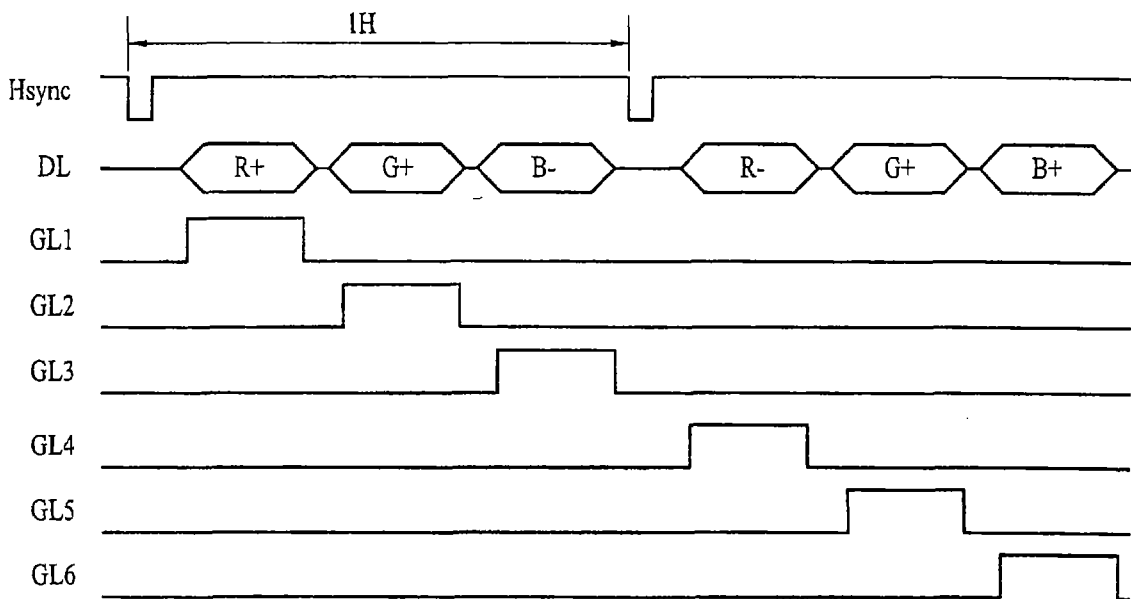 1H
Hsync
DL R+ G+ B- R- G+ B+
GL1
GL2
GL3
GL4
GL5
GL6